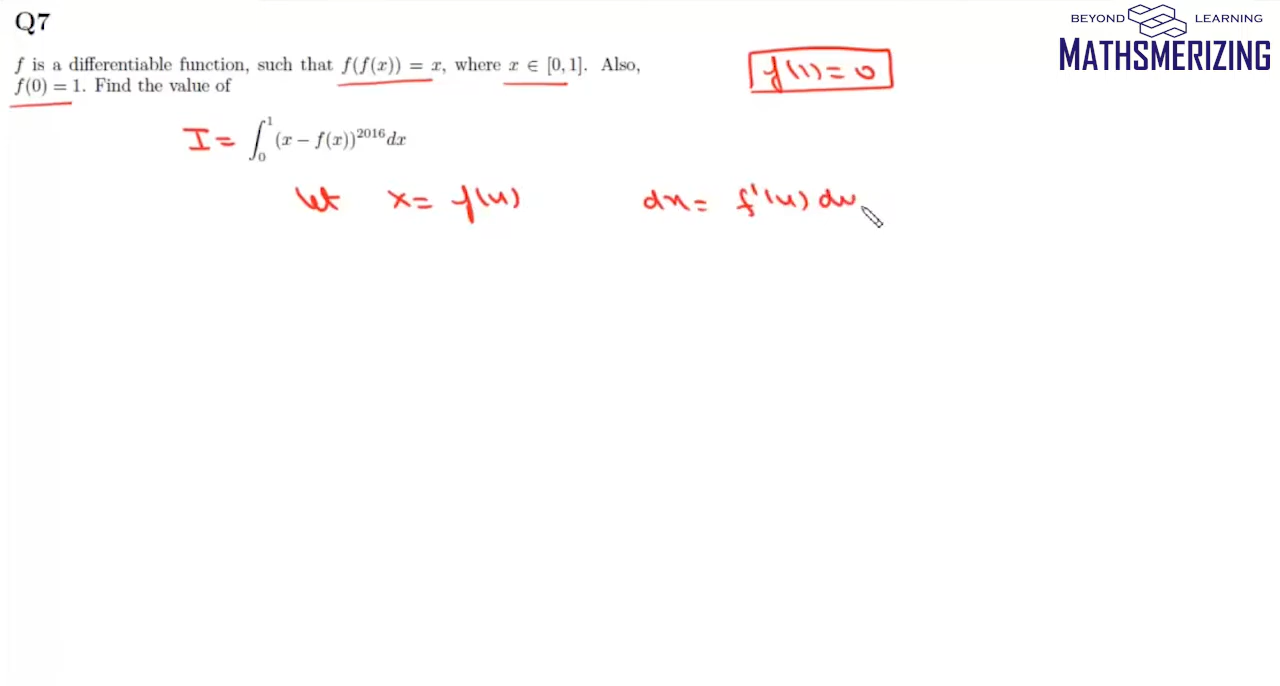 Q7
BEYOND LEARNING
MATHSMERIZING
f is a differentiable function, such that f(f(x)) = x, where x ∈ [0, 1]. Also,
f(0) = 1. Find the value of
f(1) = 0
I = ∫₀¹ (x − f(x))²⁰¹⁶ dx
let x = f(u) dx = f'(u) du